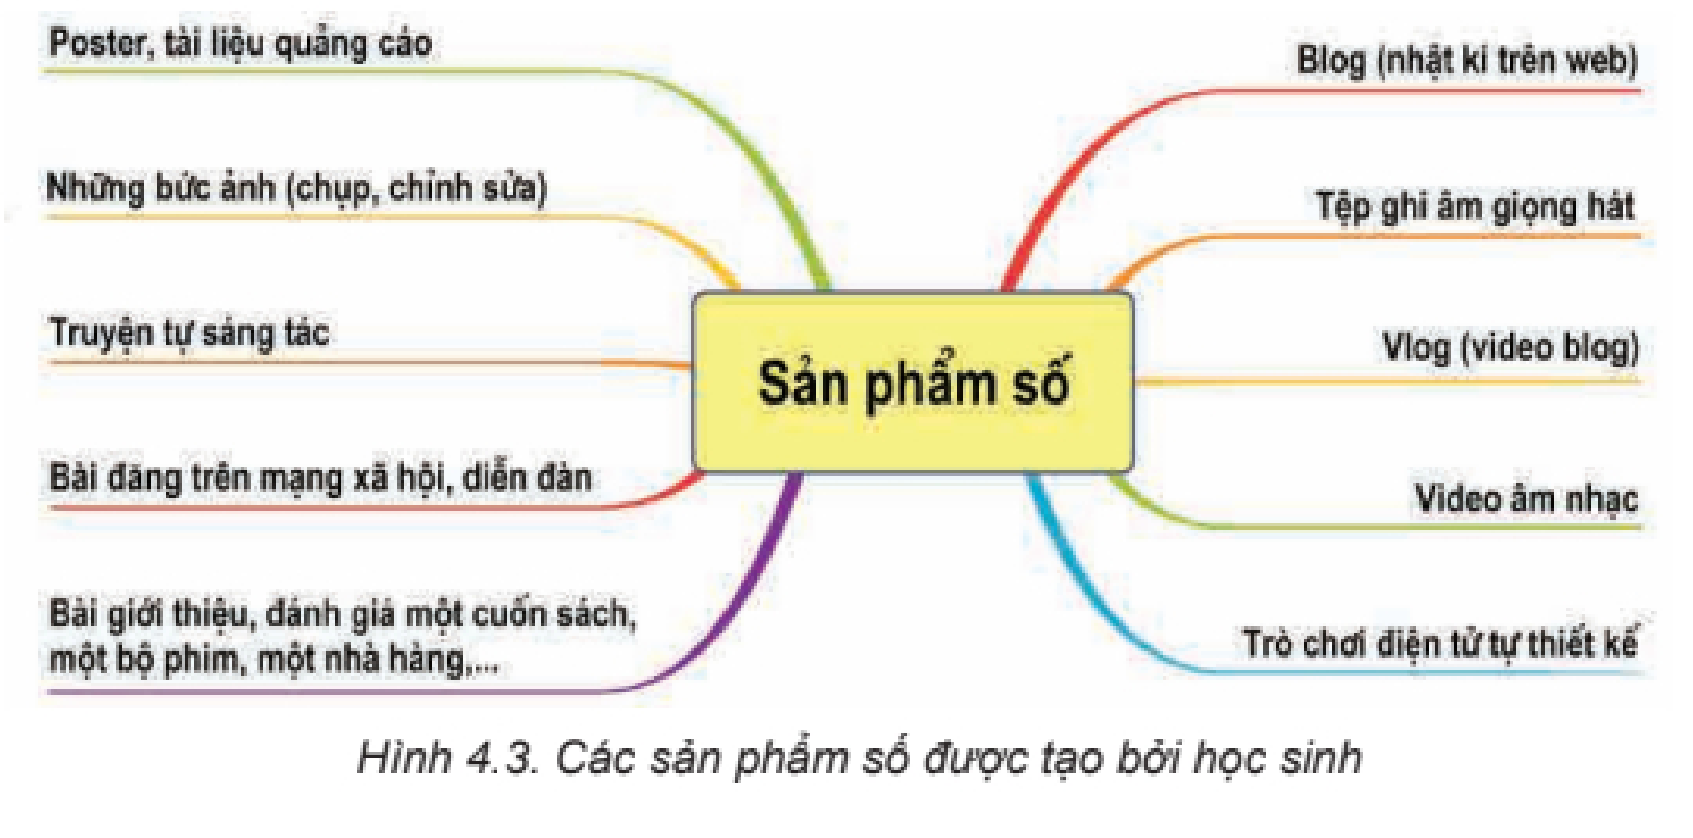 Poster, tài liệu quảng cáo
Những bức ảnh (chụp, chỉnh sửa)
Truyện tự sáng tác
Bài đăng trên mạng xã hội, diễn đàn
Bài giới thiệu, đánh giá một cuốn sách,
một bộ phim, một nhà hàng,...
Sản phẩm số
Blog (nhật kí trên web)
Tệp ghi âm giọng hát
Vlog (video blog)
Video âm nhạc
Trò chơi điện tử tự thiết kế
Hình 4.3. Các sản phẩm số được tạo bởi học sinh